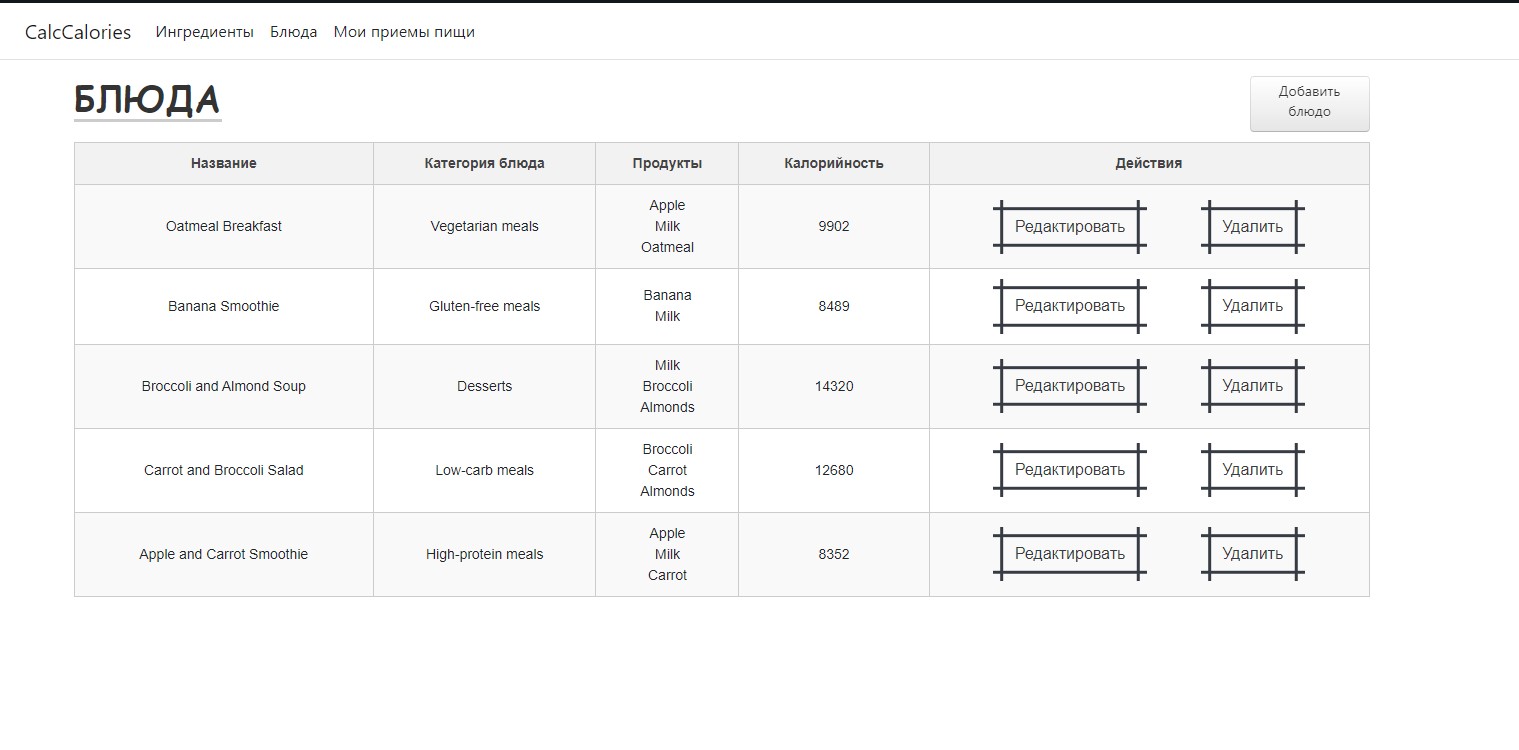 CalcCalories Ингредиенты Блюда Мои приемы пищи
БЛЮДА
Добавить
блюдо
Название Категория блюда Продукты Калорийность Действия
Oatmeal Breakfast Vegetarian meals Apple Milk Oatmeal 9902 Редактировать Удалить
Banana Smoothie Gluten-free meals Banana Milk 8489 Редактировать Удалить
Broccoli and Almond Soup Desserts Milk Broccoli Almonds 14320 Редактировать Удалить
Carrot and Broccoli Salad Low-carb meals Broccoli Carrot Almonds 12680 Редактировать Удалить
Apple and Carrot Smoothie High-protein meals Apple Milk Carrot 8352 Редактировать Удалить